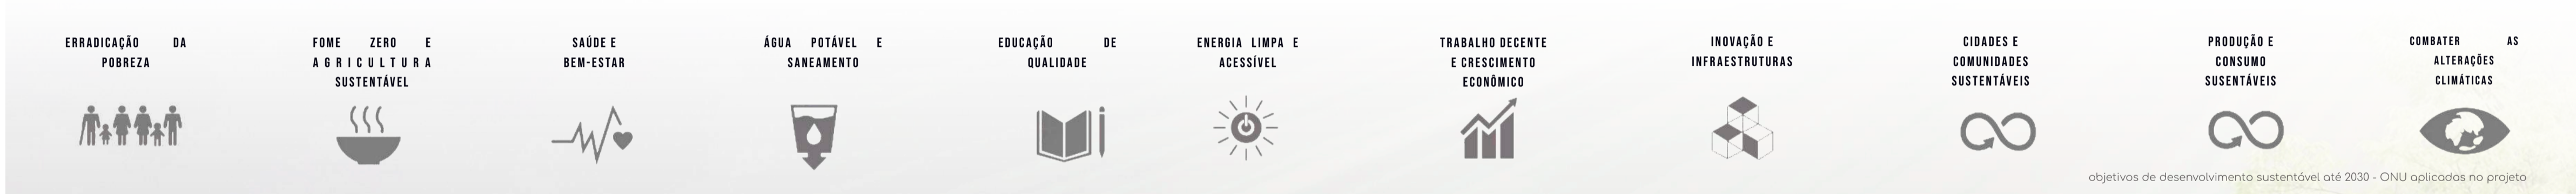 ERRADICAÇÃO DA
POBREZA
FOME ZERO E
AGRICULTURA
SUSTENTÁVEL
SAÚDE E
BEM-ESTAR
ÁGUA POTÁVEL E
SANEAMENTO
EDUCAÇÃO DE
QUALIDADE
ENERGIA LIMPA E
ACESSÍVEL
TRABALHO DECENTE
E CRESCIMENTO
ECONÔMICO
INOVAÇÃO E
INFRAESTRUTURAS
CIDADES E
COMUNIDADES
SUSTENTÁVEIS
PRODUÇÃO E
CONSUMO
SUSENTÁVEIS
COMBATER AS
ALTERAÇÕES
CLIMÁTICAS
objetivos de desenvolvimento sustentável até 2030 - ONU aplicadas no projeto